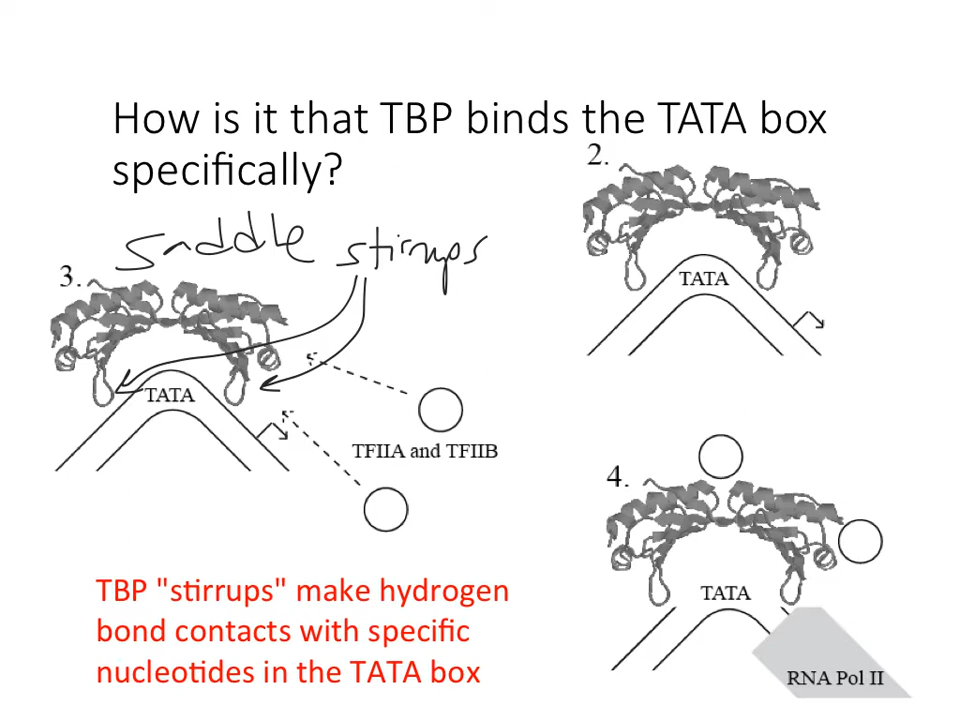 How is it that TBP binds the TATA box
specifically?
2.
saddle stirrups
3.
TATA
TATA
TFIIA and TFIIB
4.
TBP "stirrups" make hydrogen
bond contacts with specific
nucleotides in the TATA box
TATA
RNA Pol II